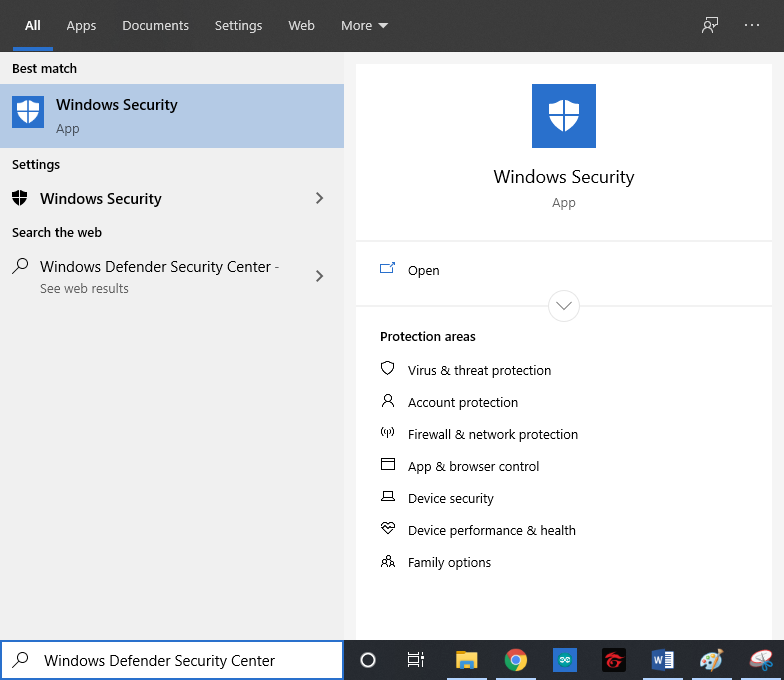 All Apps Documents Settings Web More
Best match
Windows Security
App
Settings
Windows Security
Search the web
Windows Defender Security Center -
See web results
Windows Security
App
Open
Protection areas
Virus & threat protection
Account protection
Firewall & network protection
App & browser control
Device security
Device performance & health
Family options
Windows Defender Security Center